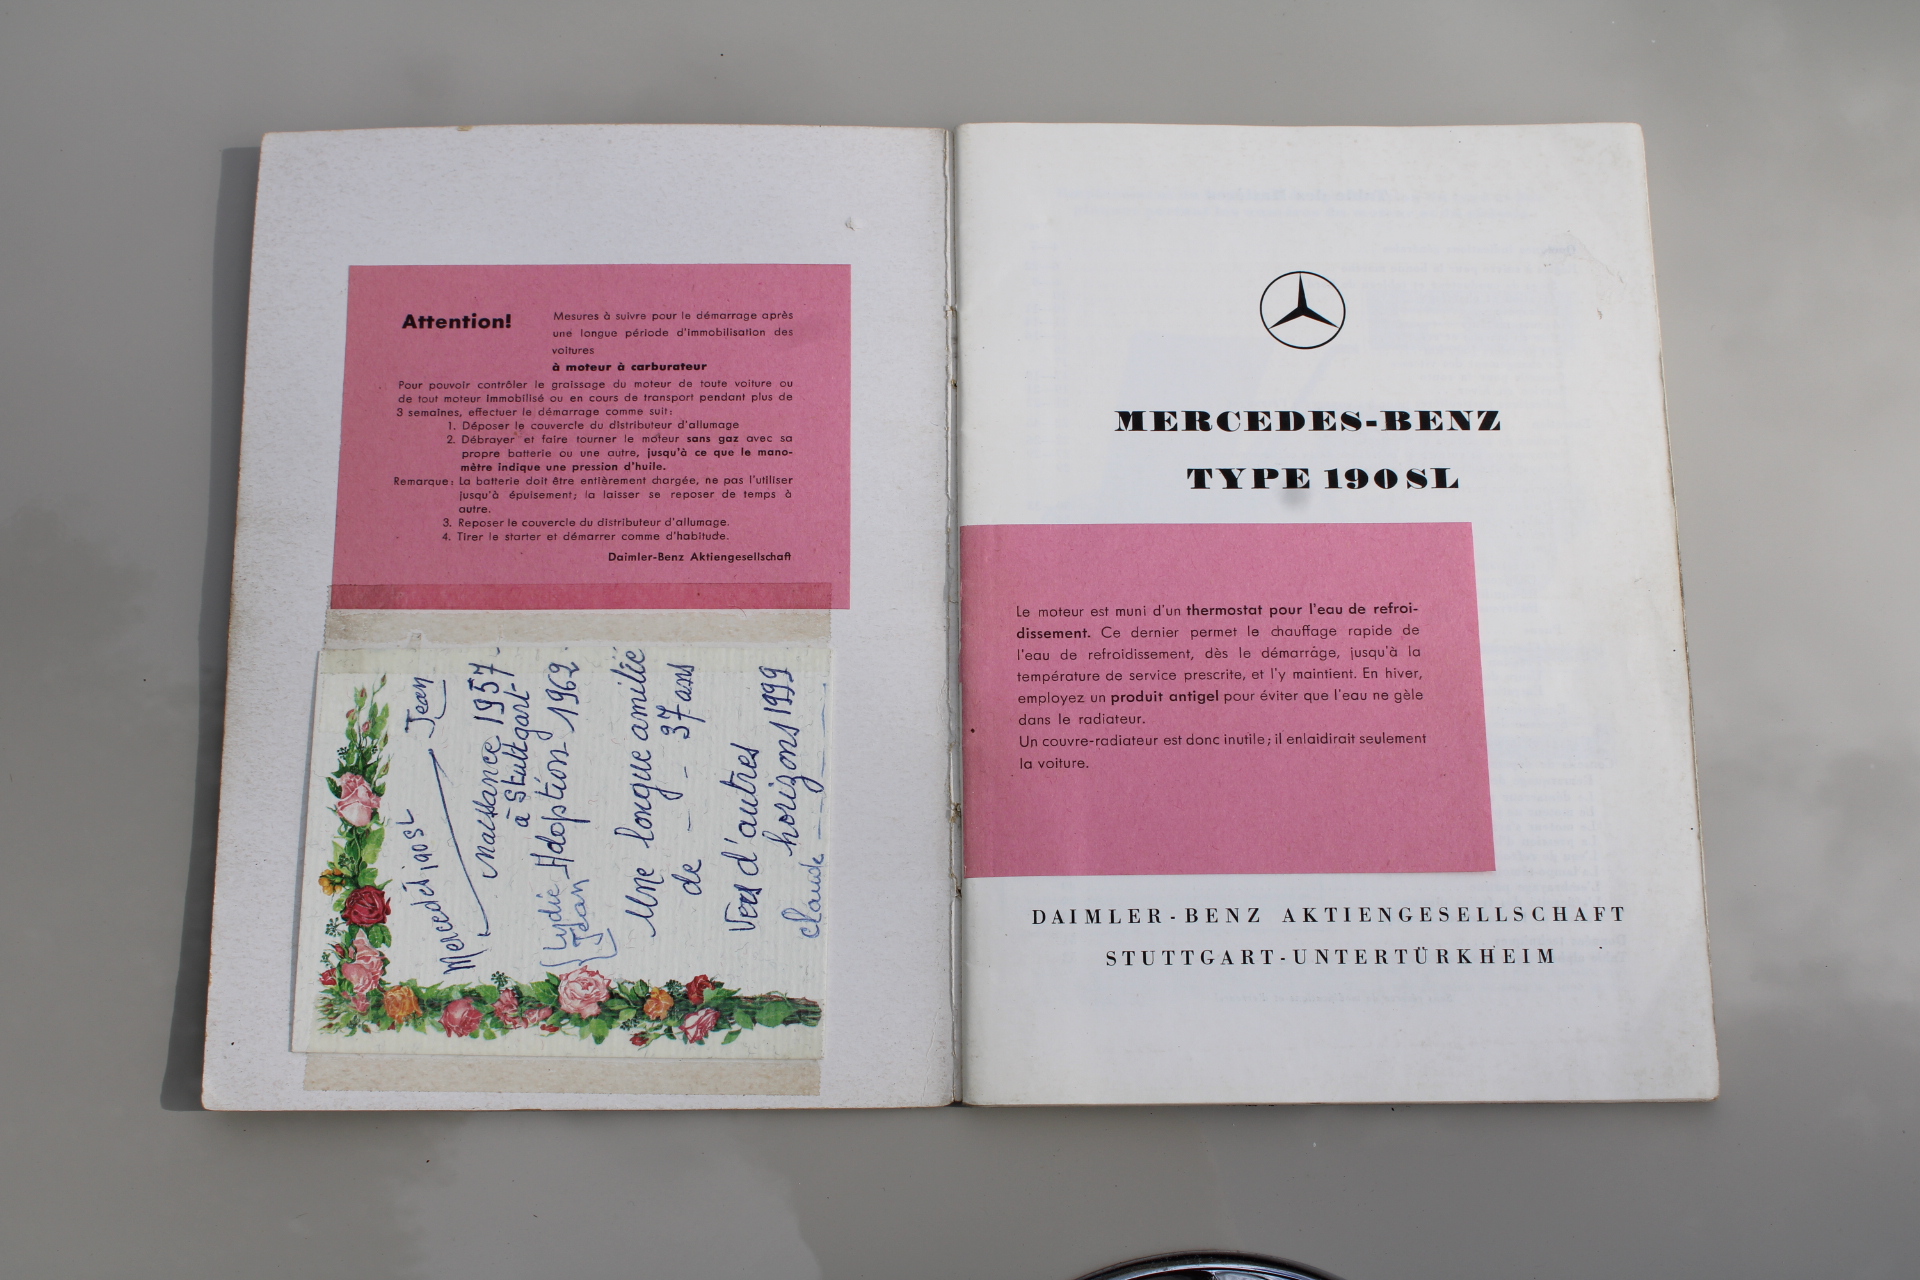 Attention!
Mesures à suivre pour le démarrage après
une longue période d'immobilisation des
voitures
à moteur à carburateur
Pour pouvoir contrôler le graissage du moteur de toute voiture ou
de tout moteur immobilisé ou en cours de transport pendant plus de
3 semaines, effectuer le démarrage comme suit:
1. Déposer le couvercle du distributeur d'allumage
2. Débrayer et faire tourner le moteur sans gaz avec sa
propre batterie ou une autre, jusqu'à ce que le mano-
mètre indique une pression d'huile.
Remarque: La batterie doit être entièrement chargée, ne pas l'utiliser
jusqu'à épuisement; la laisser se reposer de temps à
autre.
3. Reposer le couvercle du distributeur d'allumage.
4. Tirer le starter et démarrer comme d'habitude.
Daimler-Benz Aktiengesellschaft
Mercedes 190 SL
Jean
Naissance 1957.
à Stuttgart
Lydie
Jean
Adoption 1962
Une longue amitié
de _ _ 37 ans
Vers d'autres
horizons 1999
Claude
MERCEDES-BENZ
TYPE 190 SL
Le moteur est muni d'un thermostat pour l'eau de refroi-
dissement. Ce dernier permet le chauffage rapide de
l'eau de refroidissement, dès le démarrage, jusqu'à la
température de service prescrite, et l'y maintient. En hiver,
employez un produit antigel pour éviter que l'eau ne gèle
dans le radiateur.
Un couvre-radiateur est donc inutile; il enlaidirait seulement
la voiture.
DAIMLER-BENZ AKTIENGESELLSCHAFT
STUTTGART-UNTERTÜRKHEIM